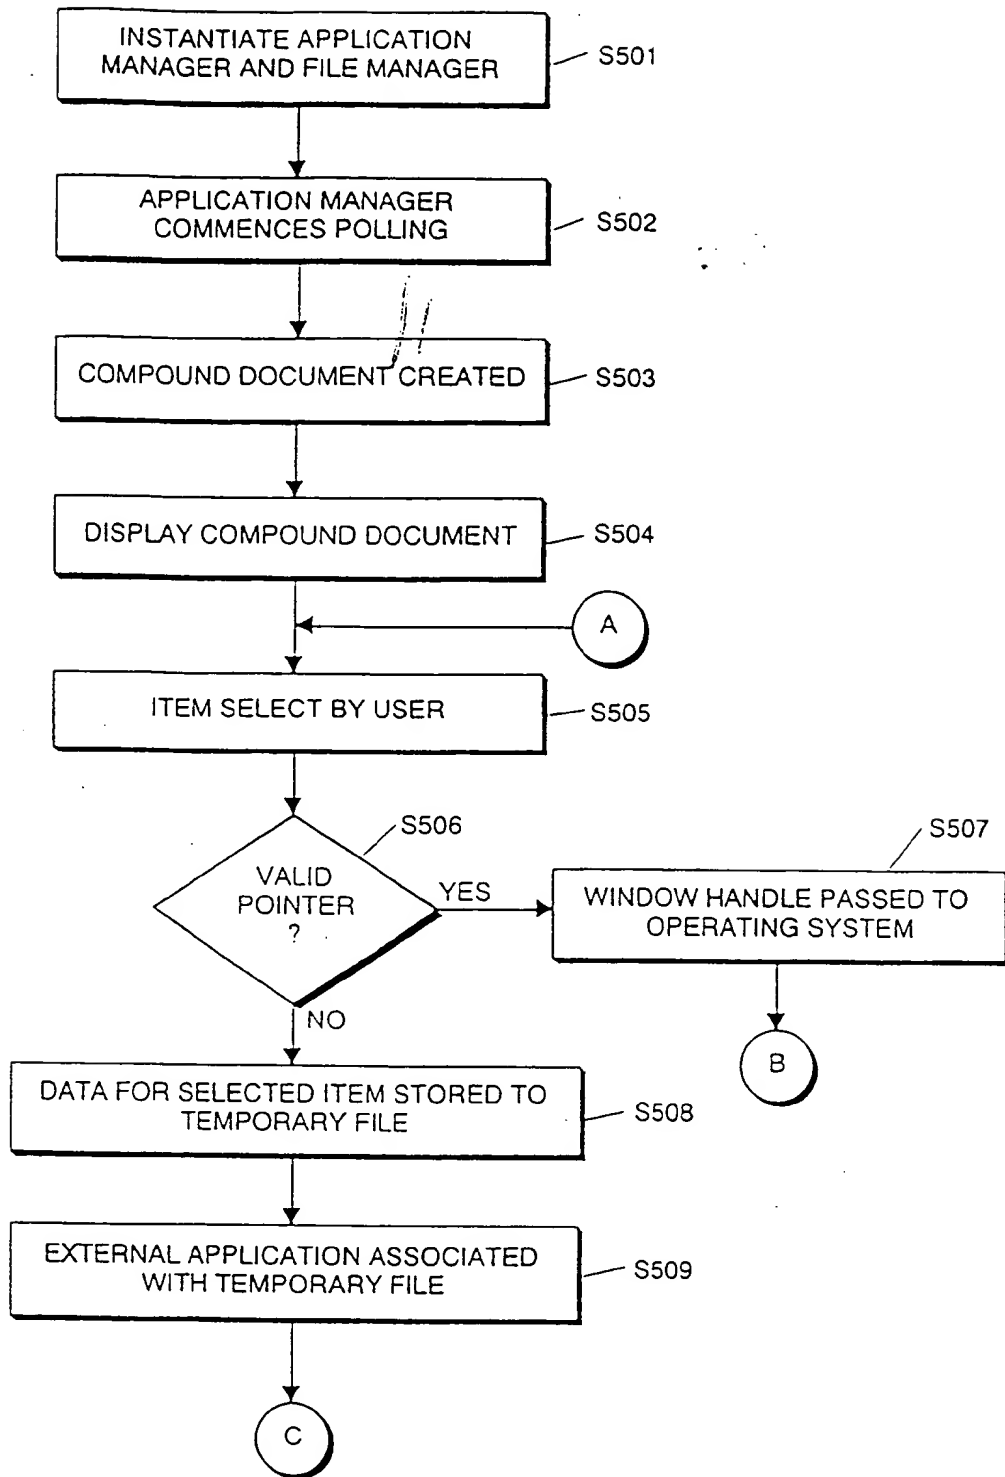 INSTANTIATE APPLICATION
MANAGER AND FILE MANAGER
S501
APPLICATION MANAGER
COMMENCES POLLING
S502
COMPOUND DOCUMENT CREATED
S503
DISPLAY COMPOUND DOCUMENT
S504
A
ITEM SELECT BY USER
S505
S506
VALID
POINTER
?
YES
S507
WINDOW HANDLE PASSED TO
OPERATING SYSTEM
B
NO
DATA FOR SELECTED ITEM STORED TO
TEMPORARY FILE
S508
EXTERNAL APPLICATION ASSOCIATED
WITH TEMPORARY FILE
S509
C